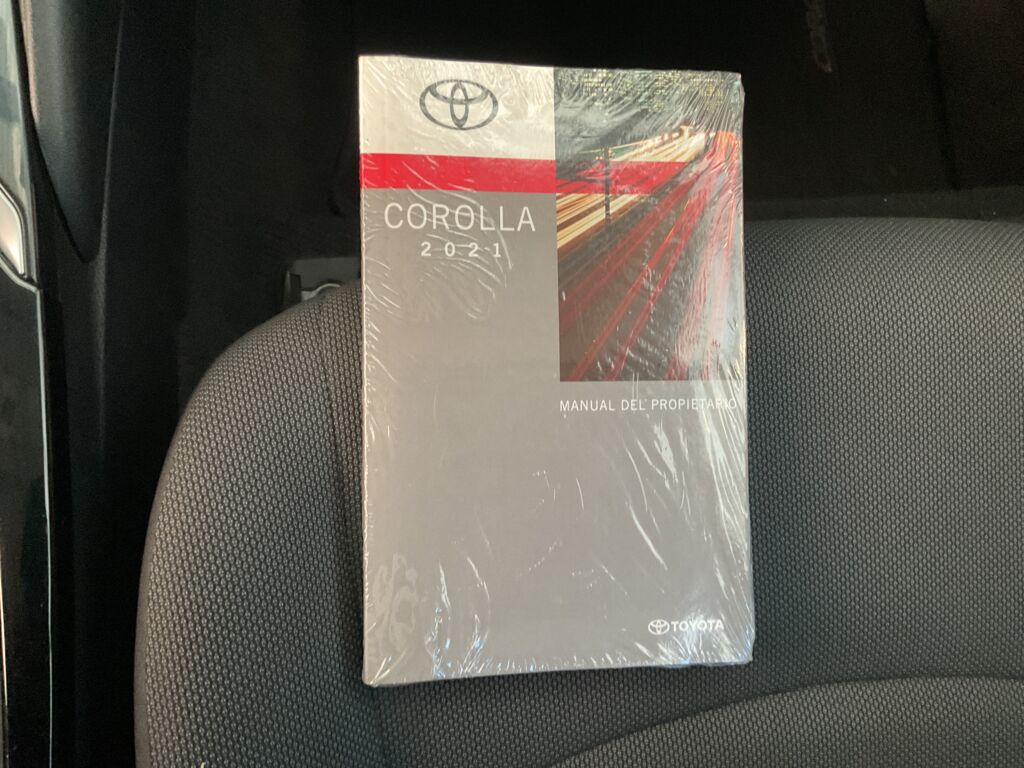 COROLLA
2021
MANUAL DEL PROPIETARIO
TOYOTA